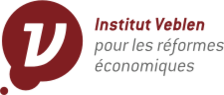 v
Institut Veblen
pour les réformes
économiques